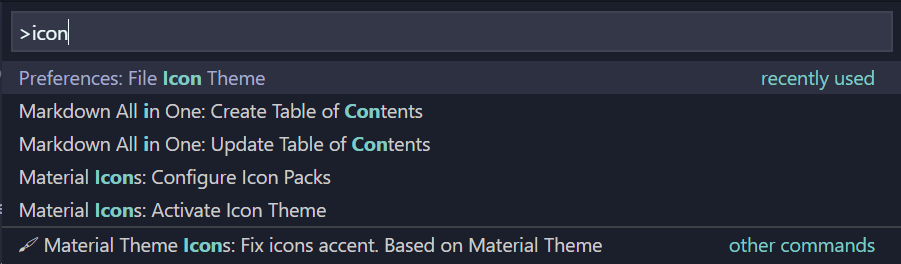 >icon
Preferences: File Icon Theme recently used
Markdown All in One: Create Table of Contents
Markdown All in One: Update Table of Contents
Material Icons: Configure Icon Packs
Material Icons: Activate Icon Theme
🖌 Material Theme Icons: Fix icons accent. Based on Material Theme other commands